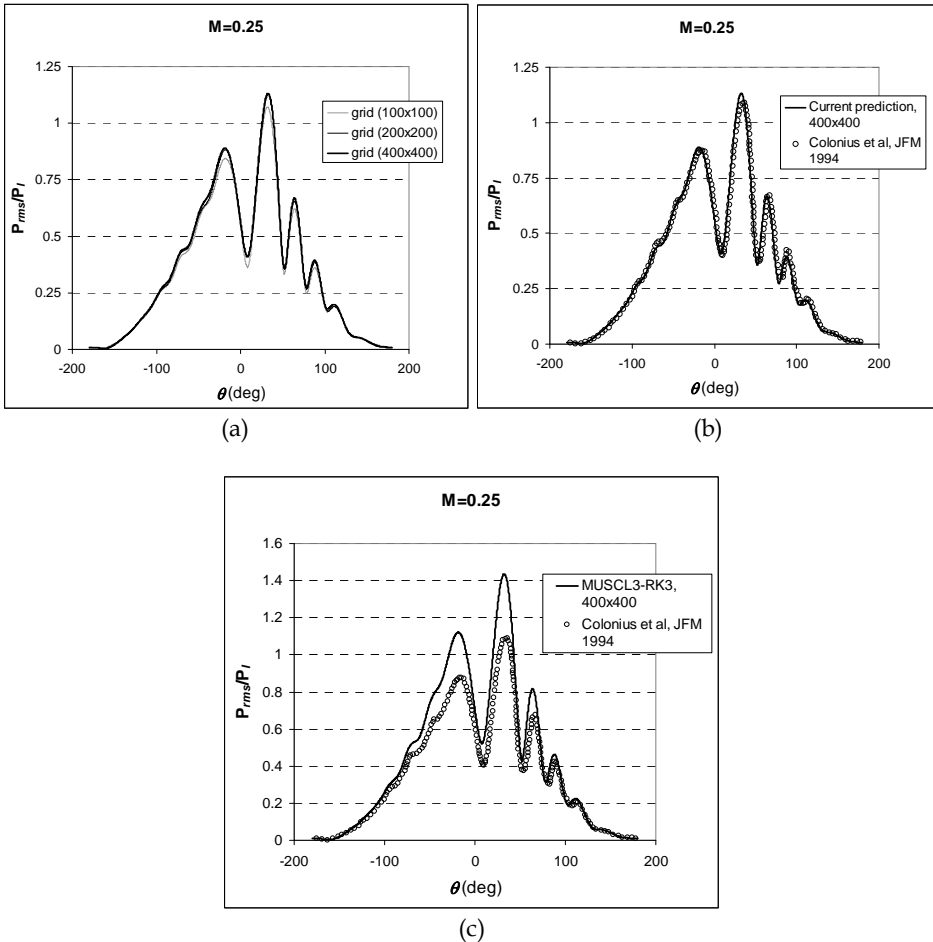 M=0.25
1.25
1
0.75
0.5
0.25
0
-200
-100
0
100
200
P_rms/P_I
θ (deg)
grid (100x100)
grid (200x200)
grid (400x400)
(a)
M=0.25
1.25
1
0.75
0.5
0.25
0
-200
-100
0
100
200
P_rms/P_I
θ (deg)
Current prediction,
400x400
Colonius et al, JFM
1994
(b)
M=0.25
1.6
1.4
1.2
1
0.8
0.6
0.4
0.2
0
-200
-100
0
100
200
P_rms/P_I
θ (deg)
MUSCL3-RK3,
400x400
Colonius et al, JFM
1994
(c)